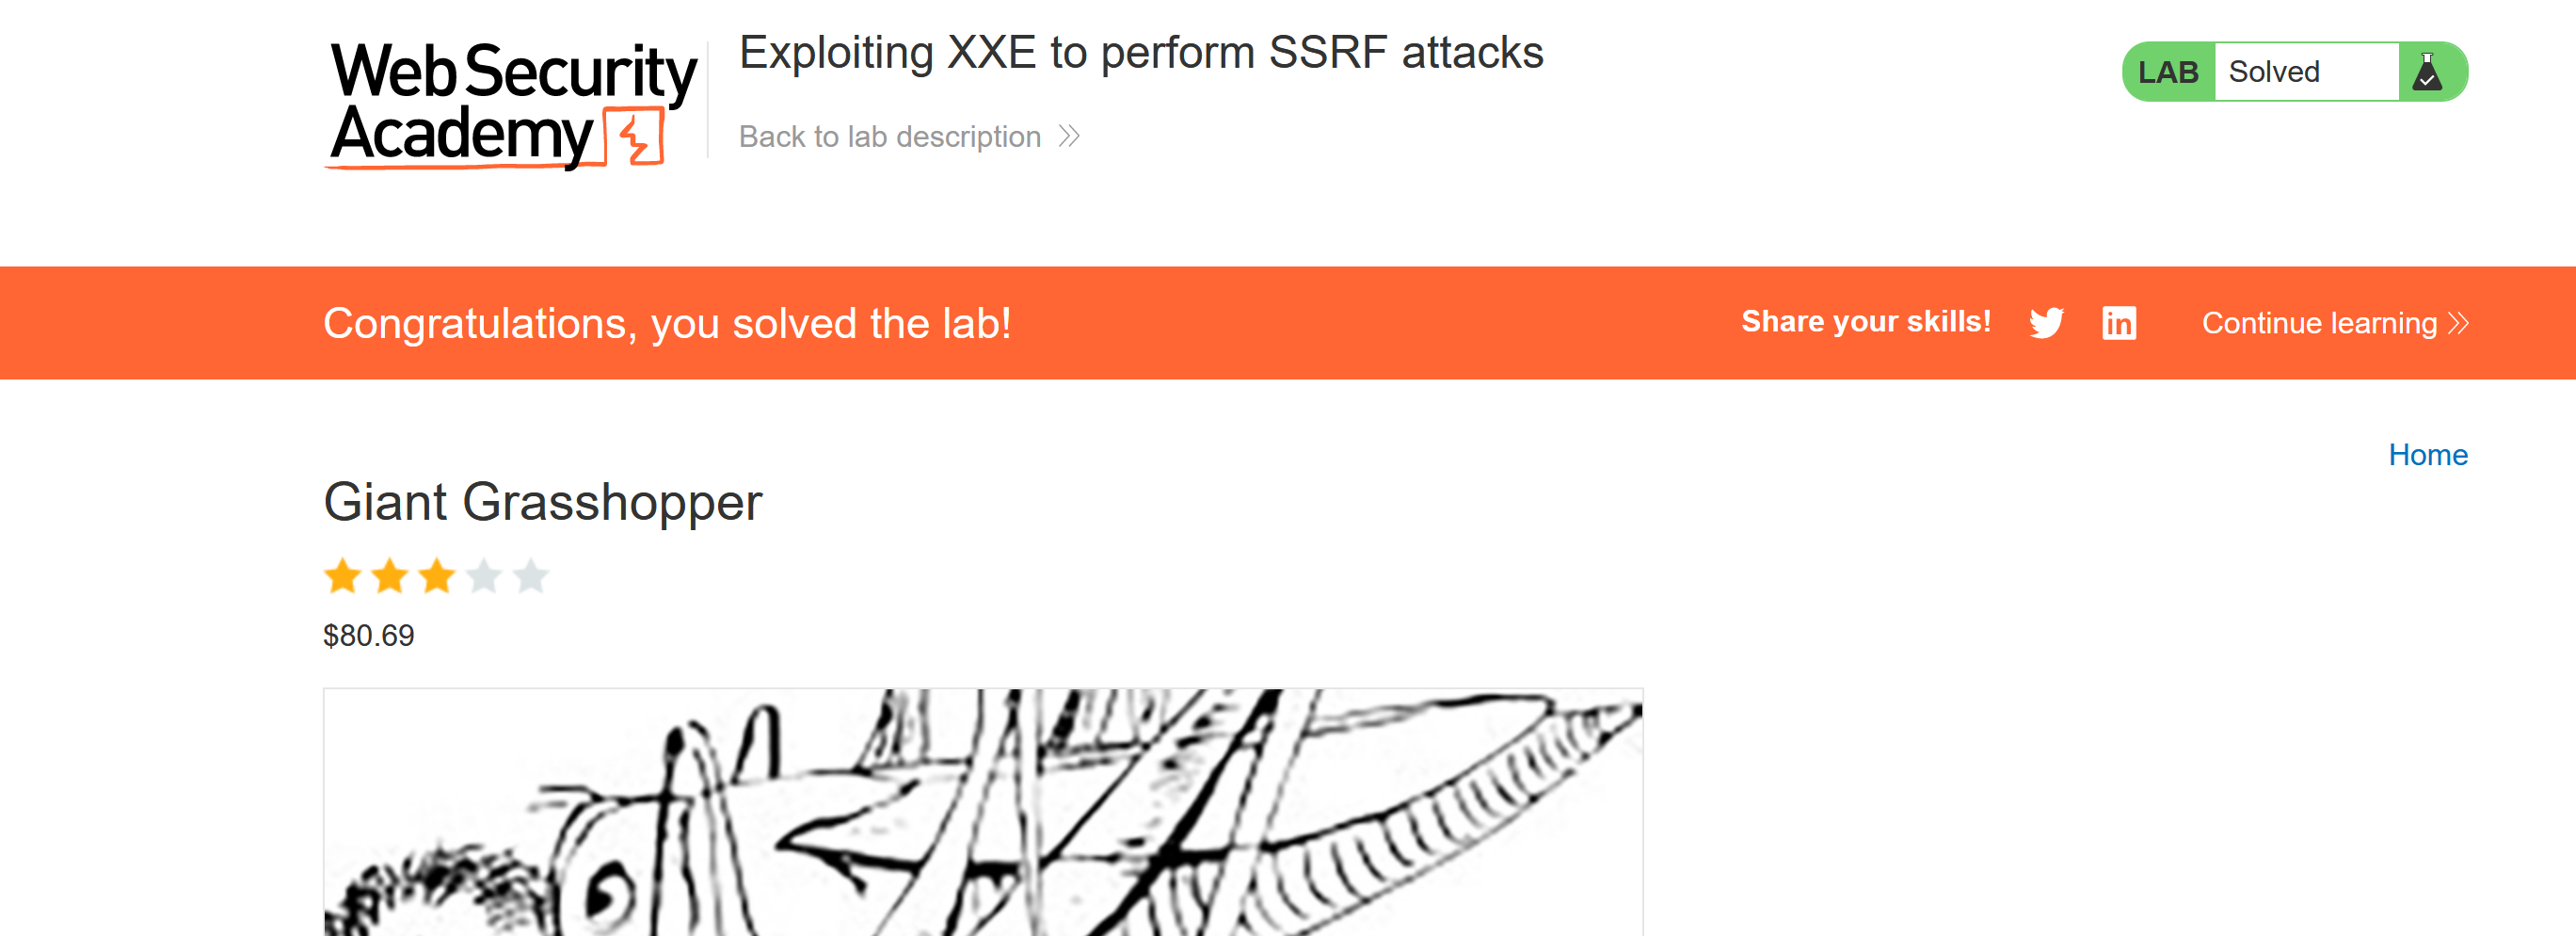 Web Security
Academy
Exploiting XXE to perform SSRF attacks
Back to lab description
LAB Solved
Congratulations, you solved the lab!
Share your skills!
in
Continue learning
Home
Giant Grasshopper
$80.69